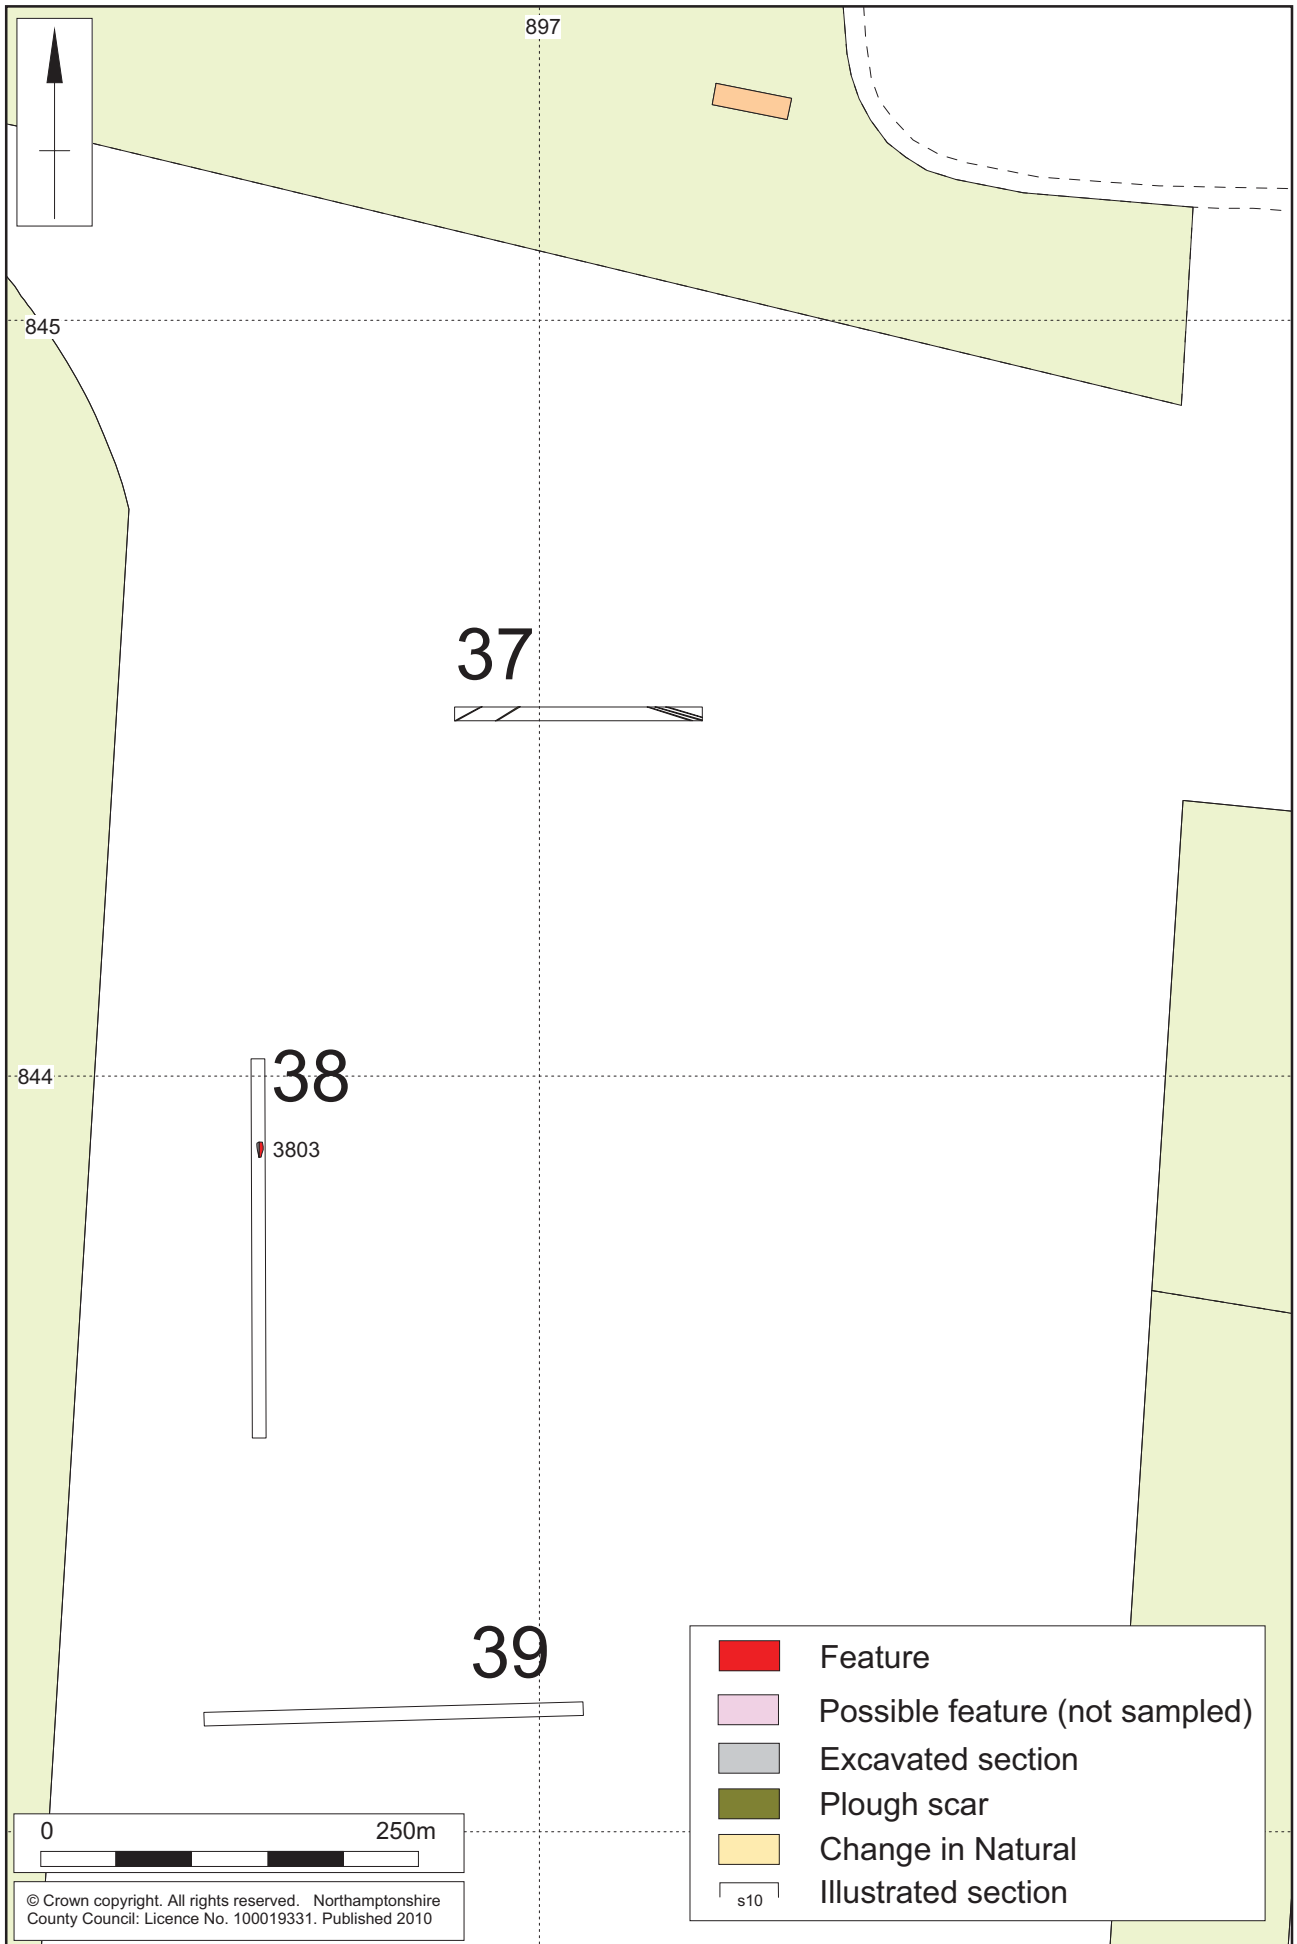 897
845
37
844
38
3803
39
Feature
Possible feature (not sampled)
Excavated section
Plough scar
Change in Natural
s10 Illustrated section
0 250m
© Crown copyright. All rights reserved. Northamptonshire
County Council: Licence No. 100019331. Published 2010